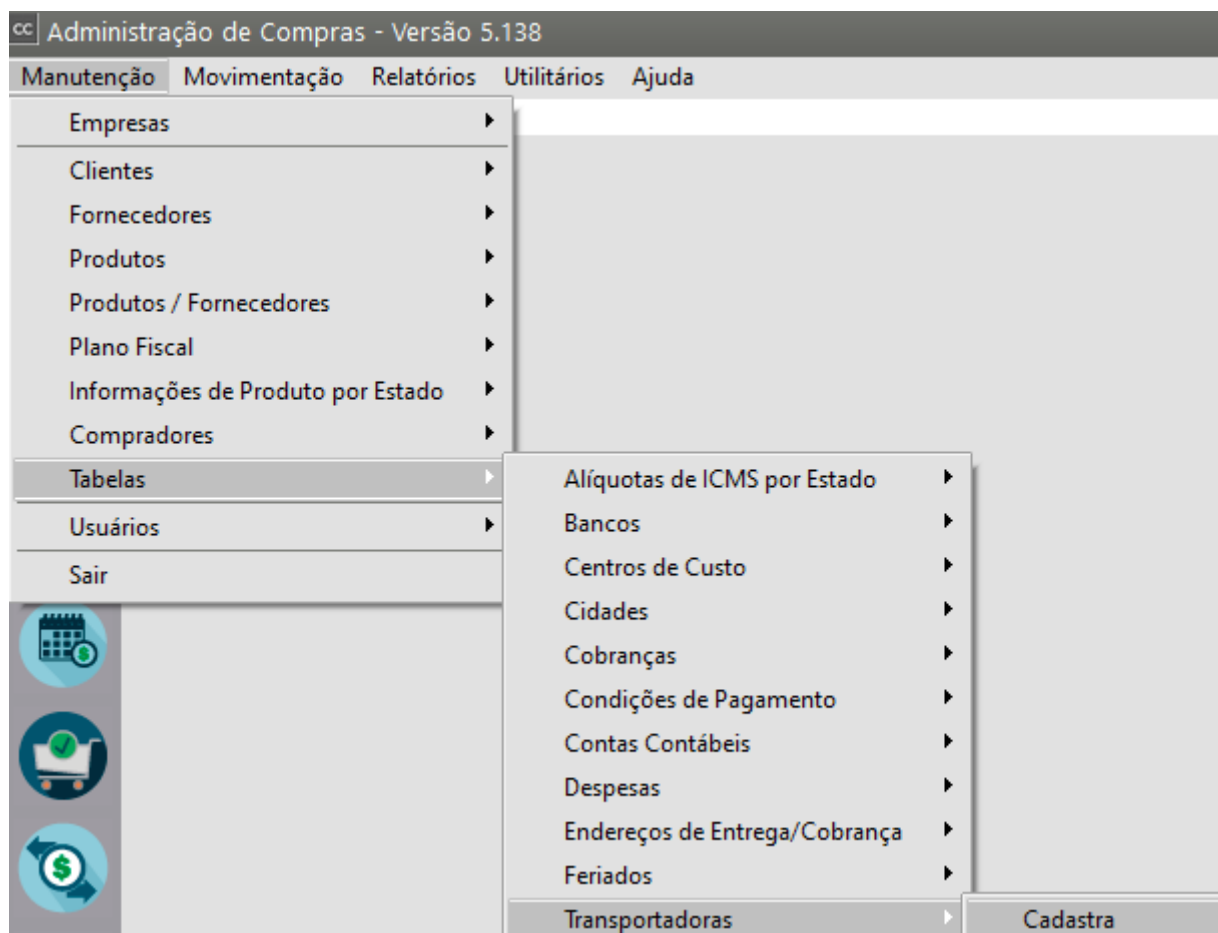 cc Administração de Compras - Versão 5.138
Manutenção Movimentação Relatórios Utilitários Ajuda
Empresas
Clientes
Fornecedores
Produtos
Produtos / Fornecedores
Plano Fiscal
Informações de Produto por Estado
Compradores
Tabelas
Usuários
Sair
Alíquotas de ICMS por Estado
Bancos
Centros de Custo
Cidades
Cobranças
Condições de Pagamento
Contas Contábeis
Despesas
Endereços de Entrega/Cobrança
Feriados
Transportadoras
Cadastra
$
$